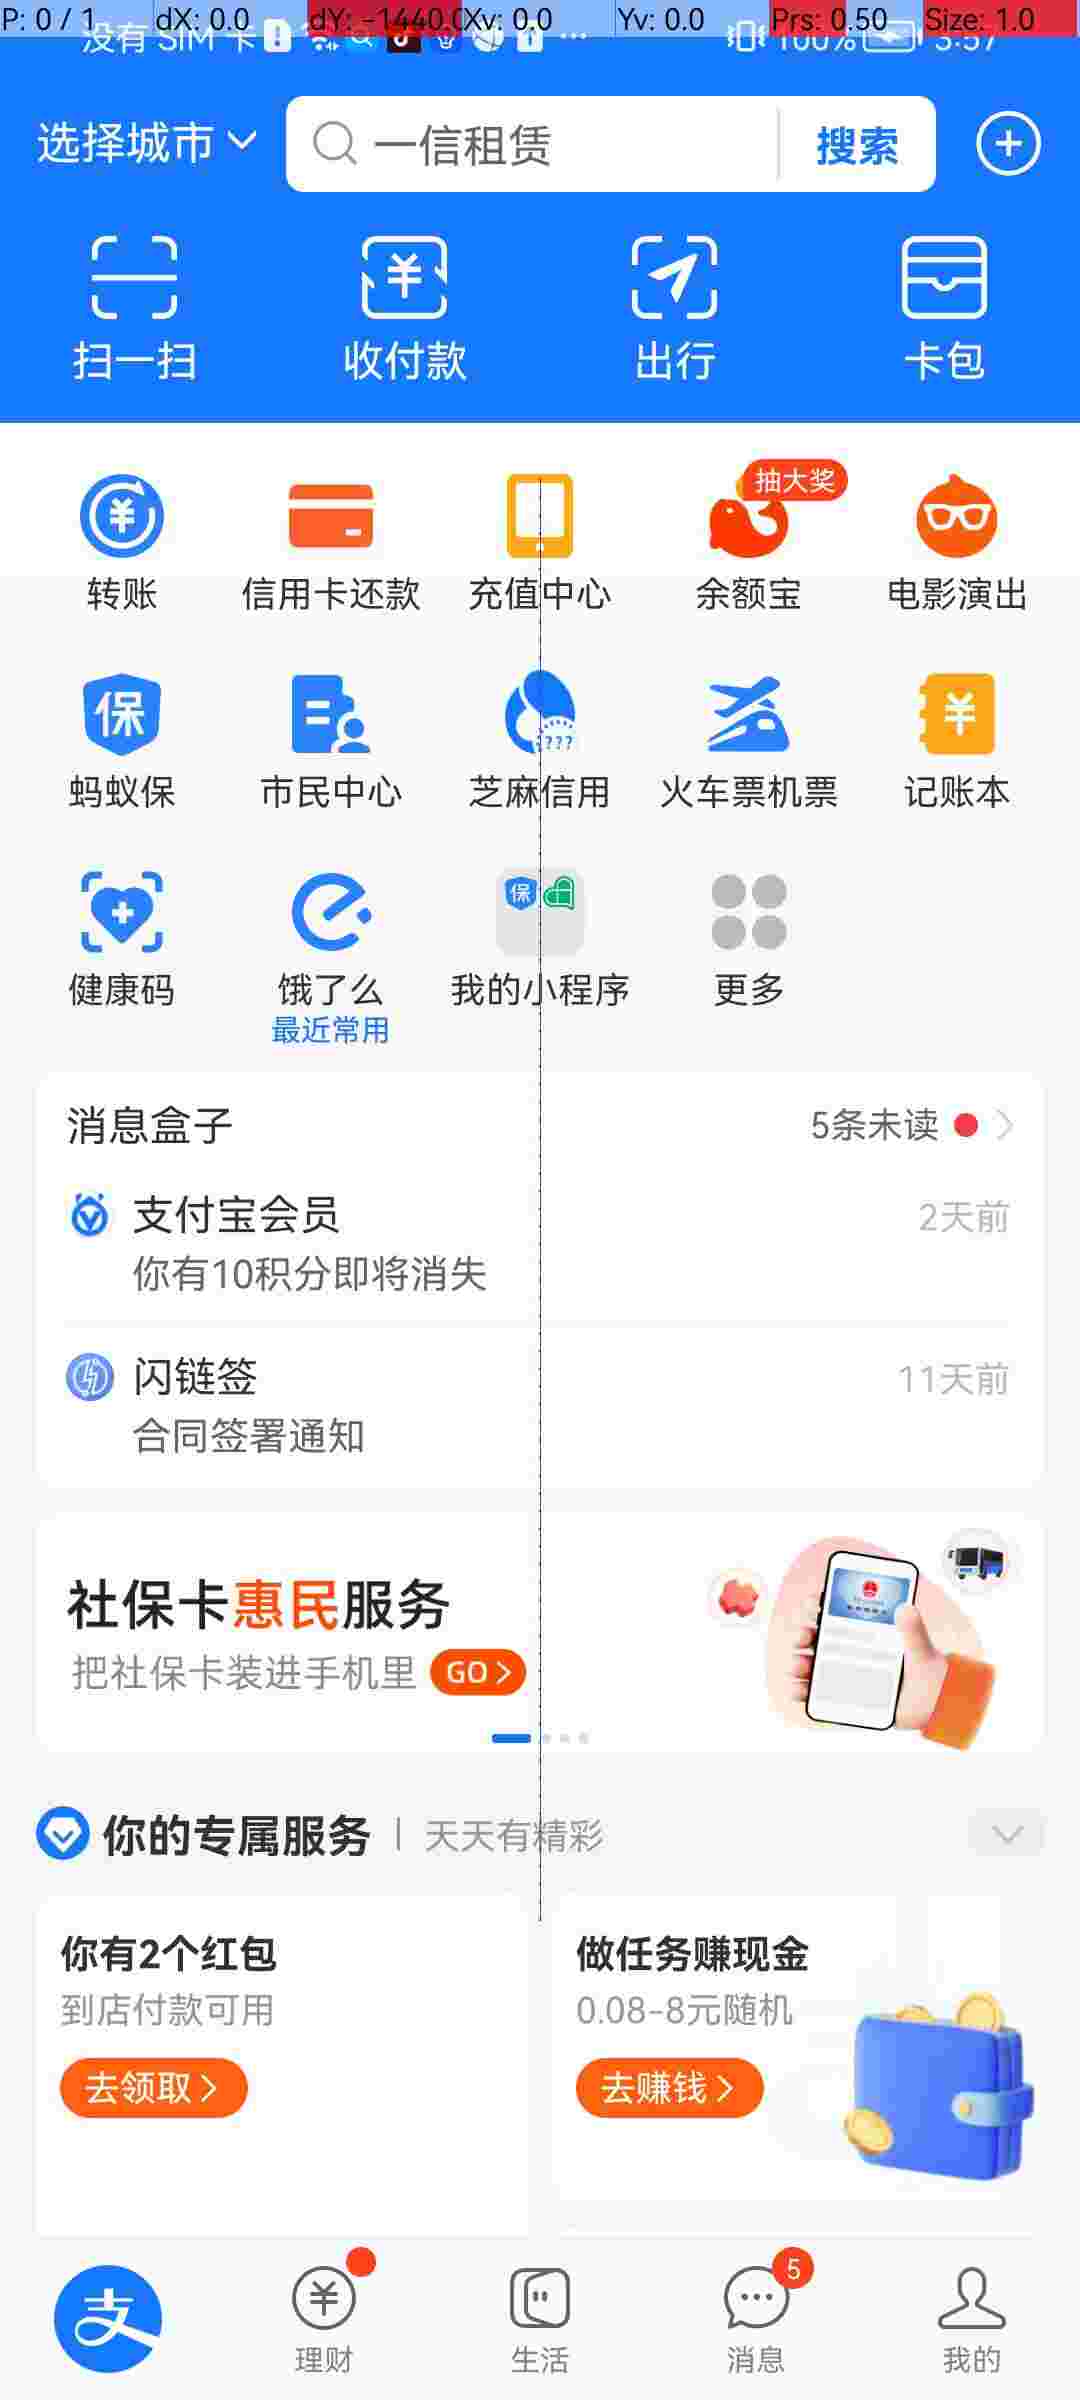 P: 0 / 1 dX: 0.0 dY: -1440.0 Xv: 0.0 Yv: 0.0 Prs: 0.50 Size: 1.0
没有 SIM 卡 100% 3:57
选择城市 一信租赁 搜索
扫一扫 收付款 出行 卡包
抽大奖
转账 信用卡还款 充值中心 余额宝 电影演出
保 ???
蚂蚁保 市民中心 芝麻信用 火车票机票 记账本
保
健康码 饿了么 我的小程序 更多
最近常用
消息盒子 5条未读
支付宝会员 2天前
你有10积分即将消失
闪链签 11天前
合同签署通知
社保卡惠民服务
把社保卡装进手机里 GO
你的专属服务 | 天天有精彩
你有2个红包 做任务赚现金
到店付款可用 0.08-8元随机
去领取 去赚钱
支 5
理财 生活 消息 我的